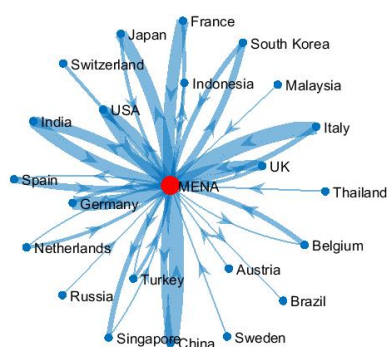 France
Japan
South Korea
Switzerland
Indonesia
Malaysia
USA
India
Italy
UK
Spain
MENA
Thailand
Germany
Netherlands
Belgium
Turkey
Austria
Russia
Brazil
Singapore
China
Sweden